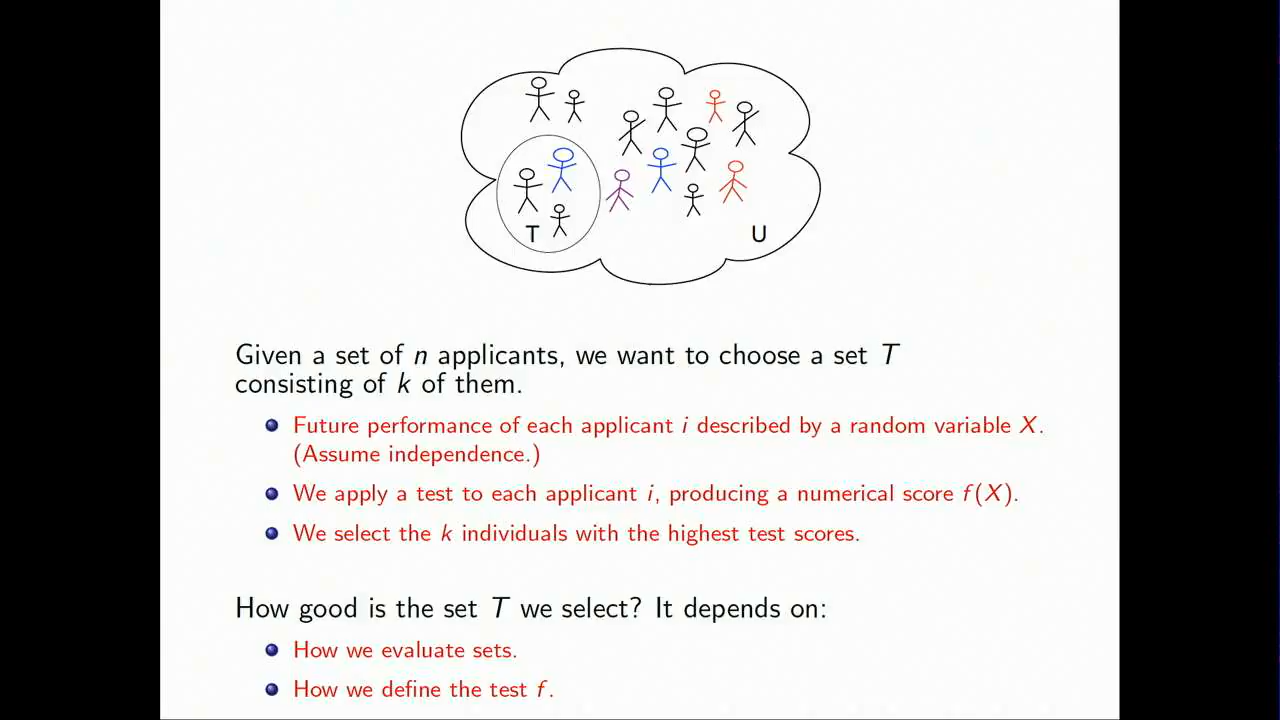 T
U
Given a set of n applicants, we want to choose a set T
consisting of k of them.
Future performance of each applicant i described by a random variable X.
(Assume independence.)
We apply a test to each applicant i, producing a numerical score f(X).
We select the k individuals with the highest test scores.
How good is the set T we select? It depends on:
How we evaluate sets.
How we define the test f.